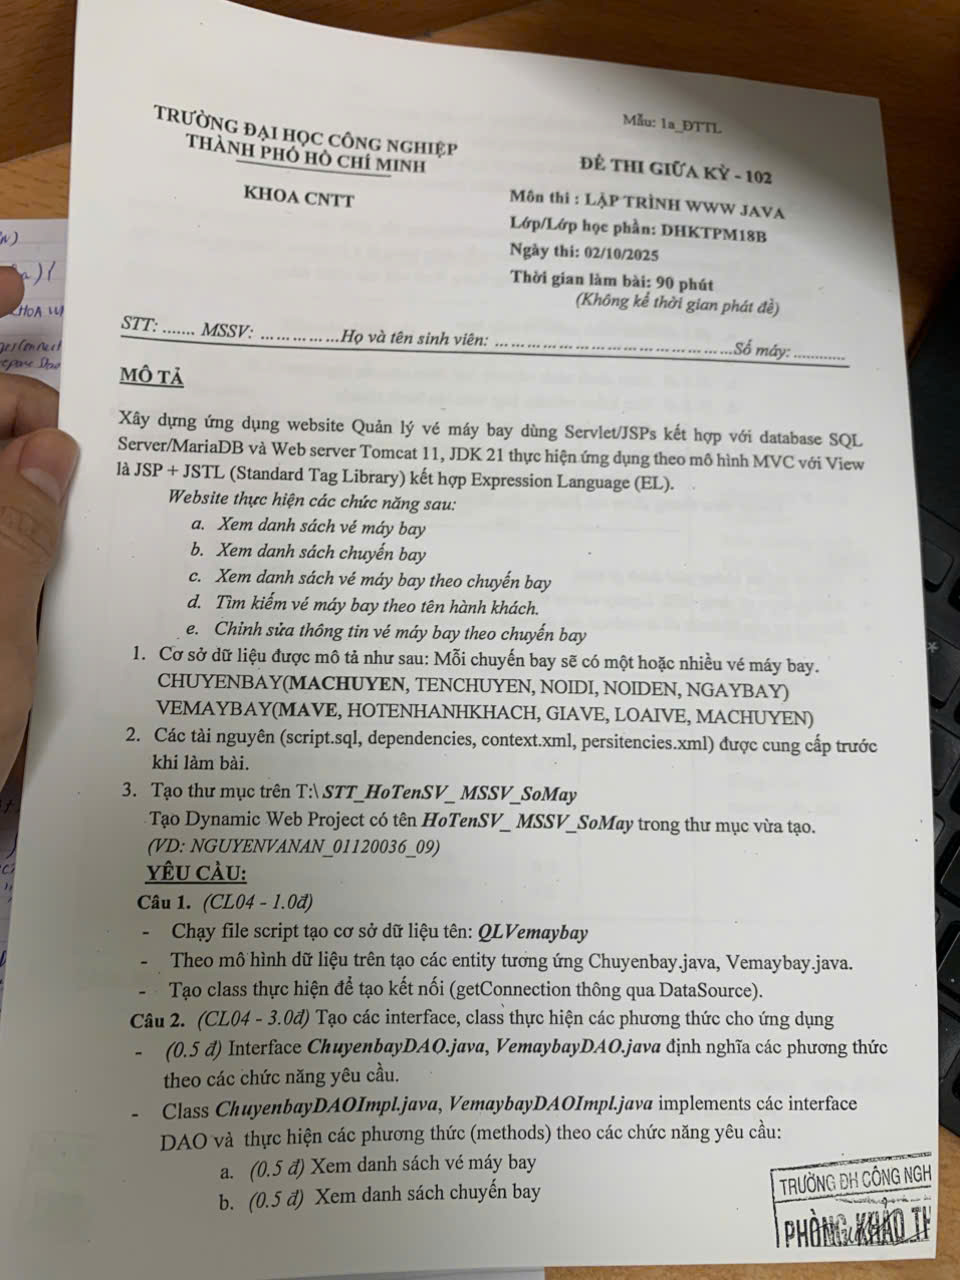 Mẫu: 1a_ĐTTL
TRƯỜNG ĐẠI HỌC CÔNG NGHIỆP
THÀNH PHỐ HỒ CHÍ MINH
KHOA CNTT
ĐỀ THI GIỮA KỲ - 102
Môn thi : LẬP TRÌNH WWW JAVA
Lớp/Lớp học phần: DHKTPM18B
Ngày thi: 02/10/2025
Thời gian làm bài: 90 phút
(Không kể thời gian phát đề)
STT: ....... MSSV: ..............Họ và tên sinh viên: ..........................................Số máy: ............
MÔ TẢ
Xây dựng ứng dụng website Quản lý vé máy bay dùng Servlet/JSPs kết hợp với database SQL
Server/MariaDB và Web server Tomcat 11, JDK 21 thực hiện ứng dụng theo mô hình MVC với View
là JSP + JSTL (Standard Tag Library) kết hợp Expression Language (EL).
Website thực hiện các chức năng sau:
a. Xem danh sách vé máy bay
b. Xem danh sách chuyến bay
c. Xem danh sách vé máy bay theo chuyến bay
d. Tìm kiếm vé máy bay theo tên hành khách.
e. Chỉnh sửa thông tin vé máy bay theo chuyến bay
1. Cơ sở dữ liệu được mô tả như sau: Mỗi chuyến bay sẽ có một hoặc nhiều vé máy bay.
CHUYENBAY(MACHUYEN, TENCHUYEN, NOIDI, NOIDEN, NGAYBAY)
VEMAYBAY(MAVE, HOTENHANHKHACH, GIAVE, LOAIVE, MACHUYEN)
2. Các tài nguyên (script.sql, dependencies, context.xml, persitencies.xml) được cung cấp trước
khi làm bài.
3. Tạo thư mục trên T:\ STT_HoTenSV_ MSSV_SoMay
Tạo Dynamic Web Project có tên HoTenSV_ MSSV_SoMay trong thư mục vừa tạo.
(VD: NGUYENVANAN_01120036_09)
YÊU CẦU:
Câu 1. (CL04 - 1.0đ)
- Chạy file script tạo cơ sở dữ liệu tên: QLVemaybay
- Theo mô hình dữ liệu trên tạo các entity tương ứng Chuyenbay.java, Vemaybay.java.
- Tạo class thực hiện để tạo kết nối (getConnection thông qua DataSource).
Câu 2. (CL04 - 3.0đ) Tạo các interface, class thực hiện các phương thức cho ứng dụng
- (0.5 đ) Interface ChuyenbayDAO.java, VemaybayDAO.java định nghĩa các phương thức
theo các chức năng yêu cầu.
- Class ChuyenbayDAOImpl.java, VemaybayDAOImpl.java implements các interface
DAO và thực hiện các phương thức (methods) theo các chức năng yêu cầu:
a. (0.5 đ) Xem danh sách vé máy bay
b. (0.5 đ) Xem danh sách chuyến bay
TRƯỜNG ĐH CÔNG NGH
PHÒNG KHẢO TH